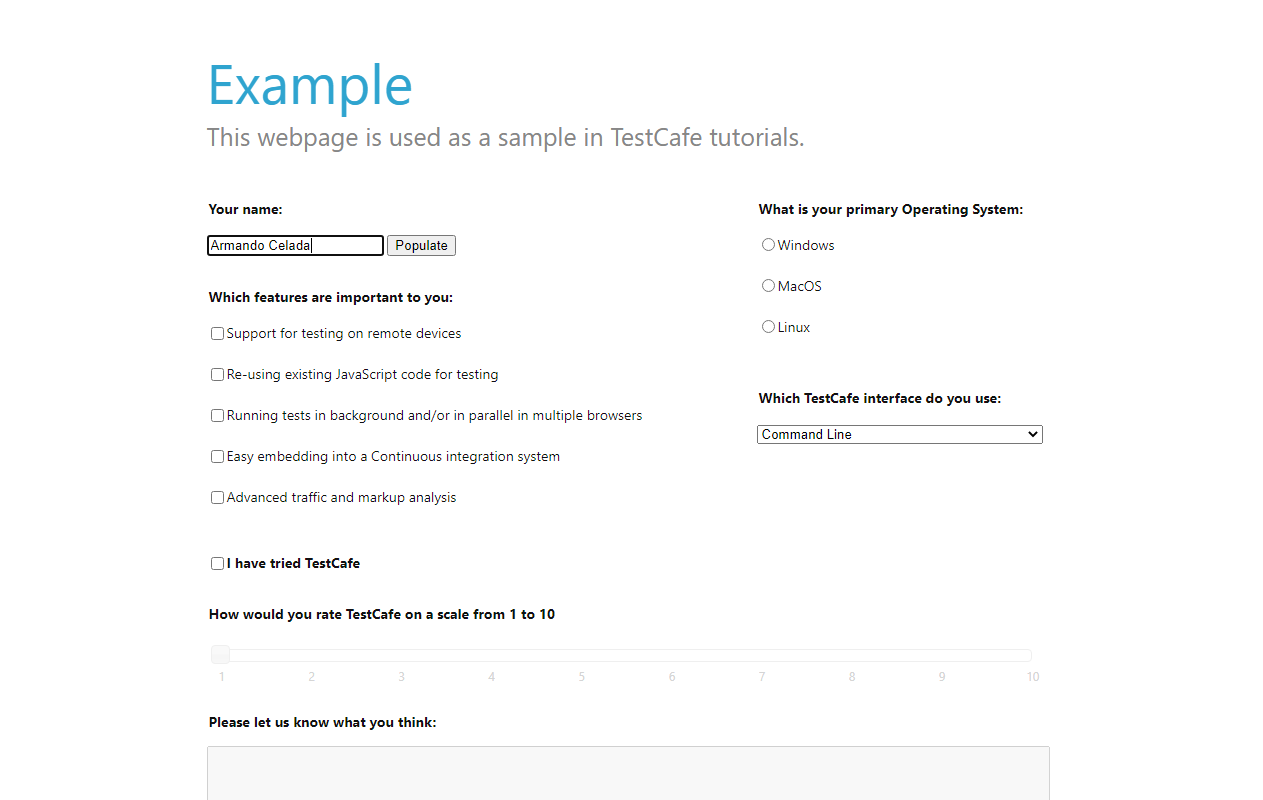 Example
This webpage is used as a sample in TestCafe tutorials.
Your name:
Armando Celada
Populate
Which features are important to you:
Support for testing on remote devices
Re-using existing JavaScript code for testing
Running tests in background and/or in parallel in multiple browsers
Easy embedding into a Continuous integration system
Advanced traffic and markup analysis
What is your primary Operating System:
Windows
MacOS
Linux
Which TestCafe interface do you use:
Command Line
I have tried TestCafe
How would you rate TestCafe on a scale from 1 to 10
1 2 3 4 5 6 7 8 9 10
Please let us know what you think: